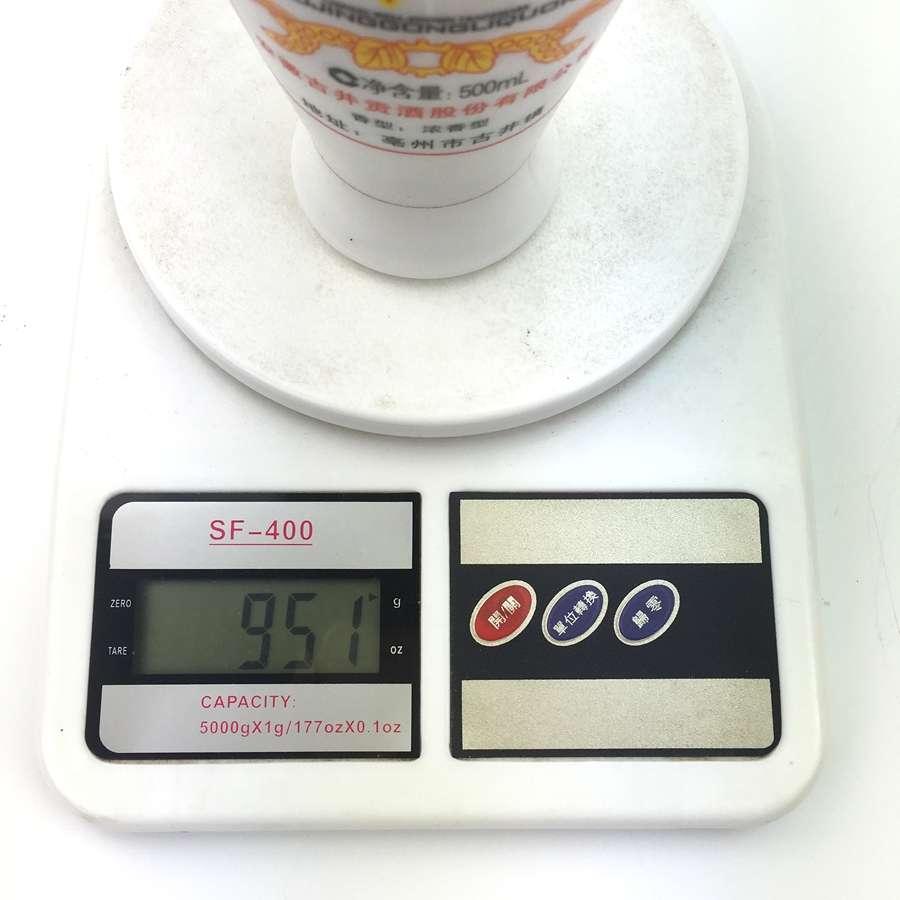 JINGGONGLIQUOR
C净含量: 500mL
古井贡酒股份有限公
香型: 浓香型
地址: 亳州市古井镇
SF-400
ZERO
TARE
951
g
oz
CAPACITY:
5000gX1g/177ozX0.1oz
開/關
單位轉換
歸零